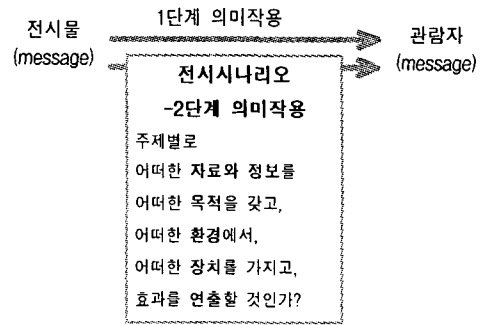 1단계 의미작용
전시물
(message)
관람자
(message)
전시시나리오
-2단계 의미작용
주제별로
어떠한 자료와 정보를
어떠한 목적을 갖고,
어떠한 환경에서,
어떠한 장치를 가지고,
효과를 연출할 것인가?